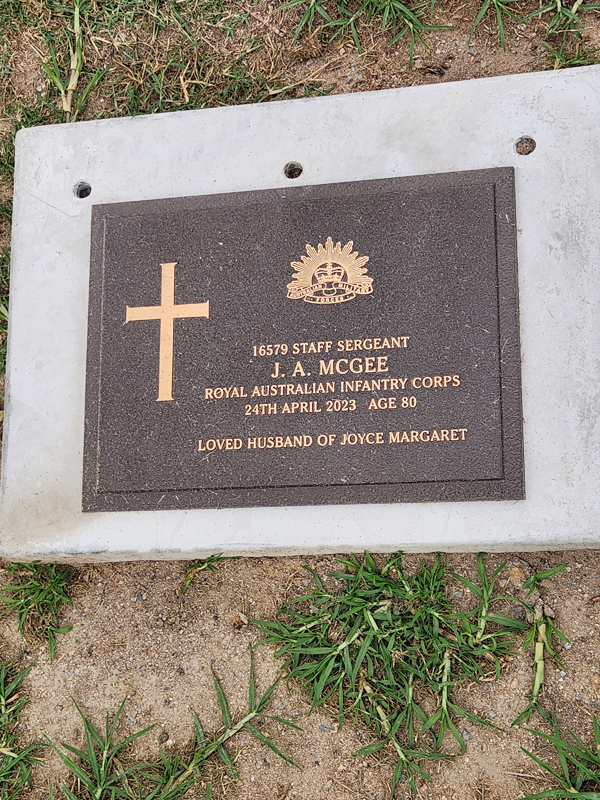 AUSTRALIAN MILITARY
FORCES
16579 STAFF SERGEANT
J. A. MCGEE
ROYAL AUSTRALIAN INFANTRY CORPS
24TH APRIL 2023 AGE 80
LOVED HUSBAND OF JOYCE MARGARET